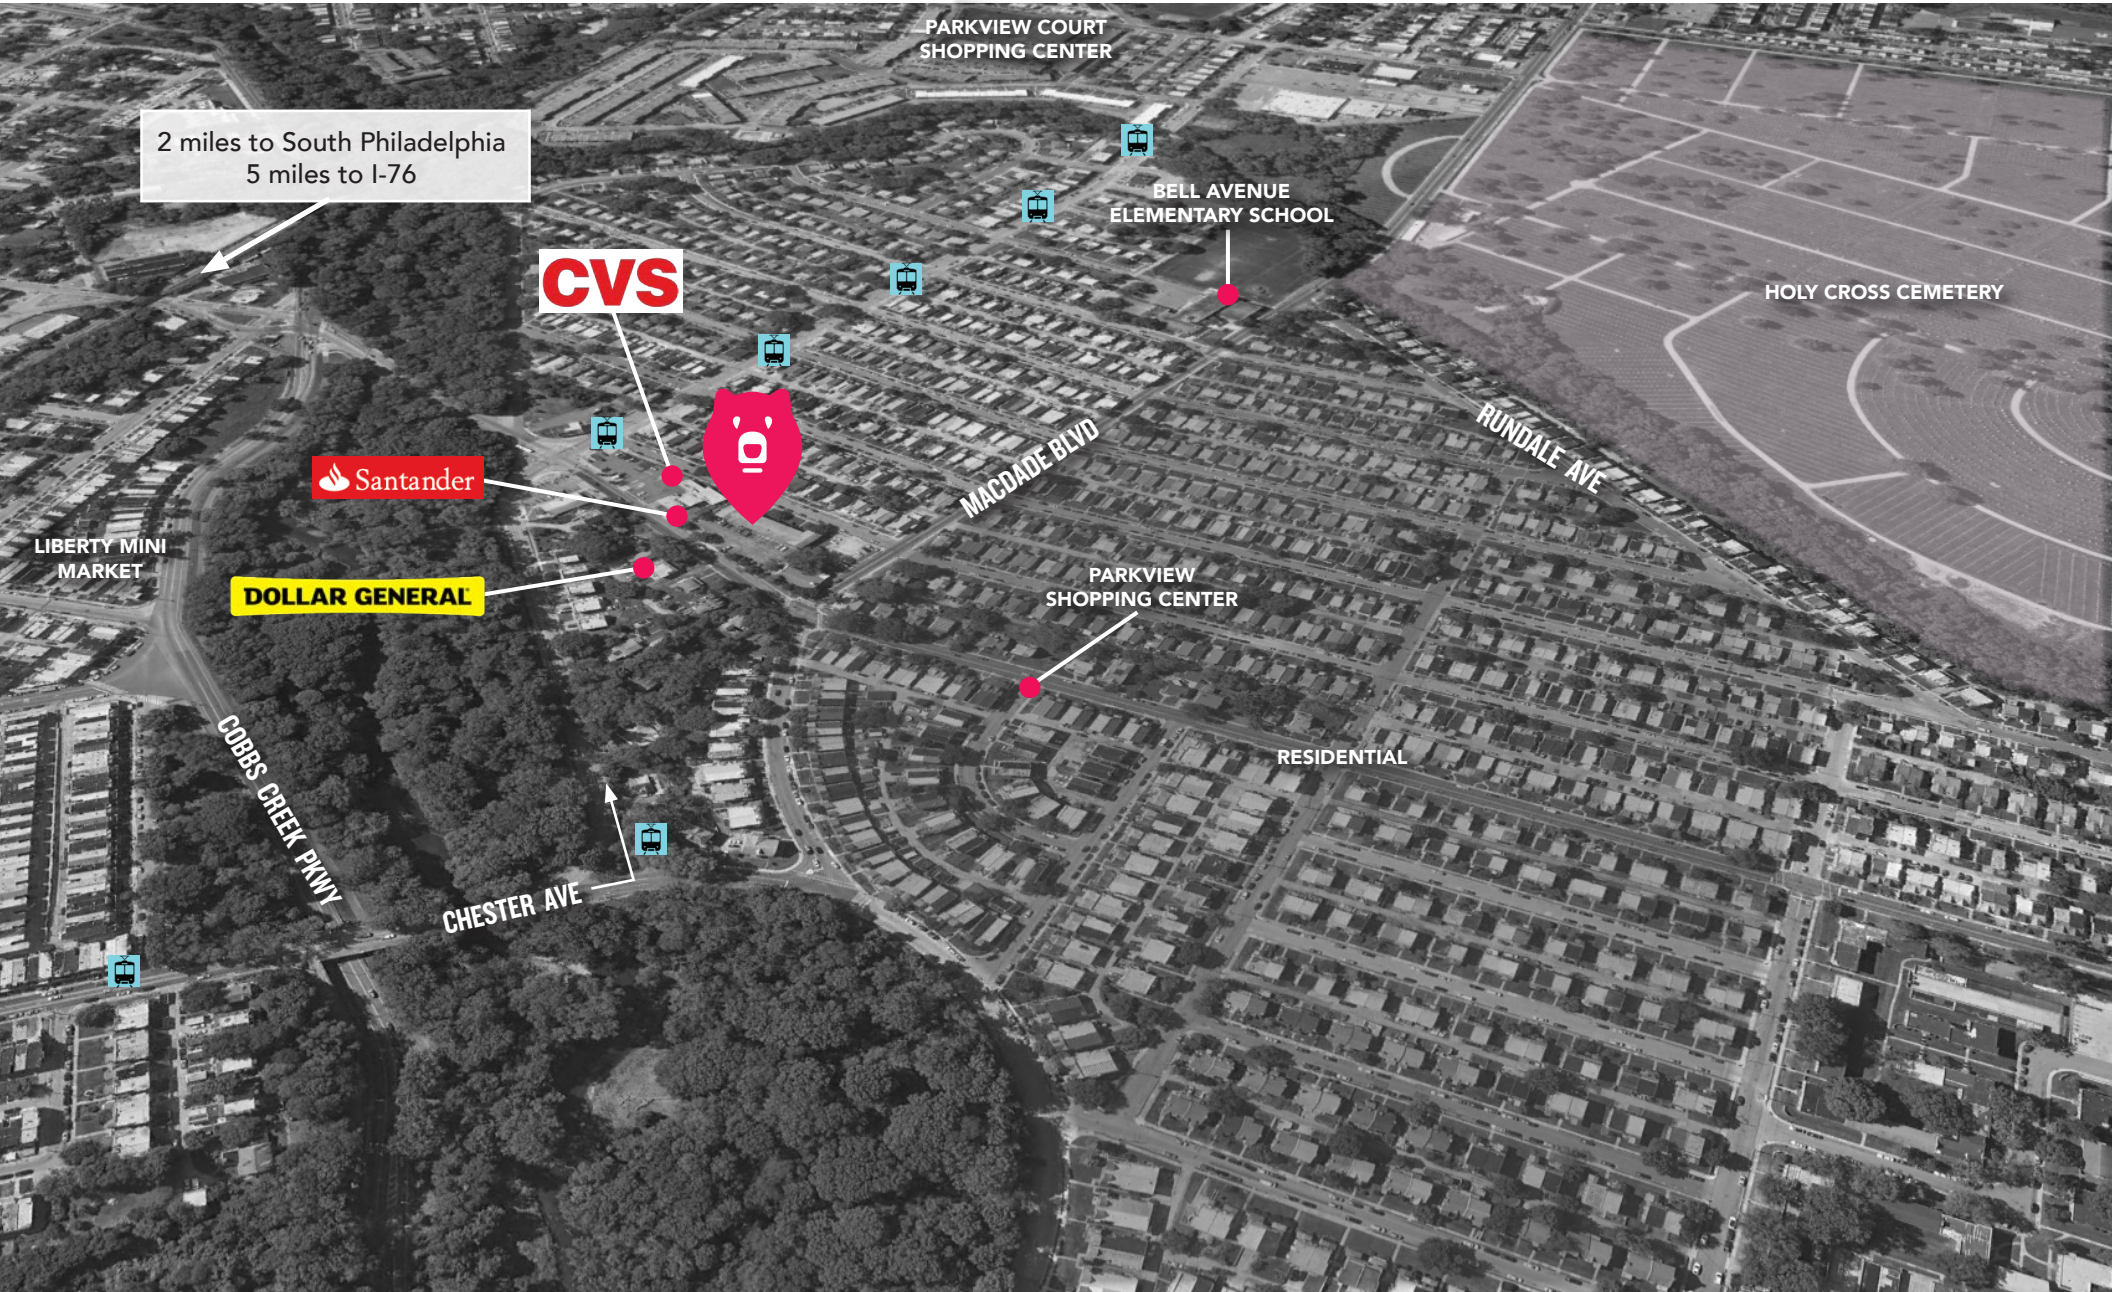 PARKVIEW COURT
SHOPPING CENTER
2 miles to South Philadelphia
5 miles to I-76
BELL AVENUE
ELEMENTARY SCHOOL
CVS
HOLY CROSS CEMETERY
MACDADE BLVD
RUNDALE AVE
Santander
LIBERTY MINI
MARKET
DOLLAR GENERAL
PARKVIEW
SHOPPING CENTER
COBBS CREEK PKWY
RESIDENTIAL
CHESTER AVE